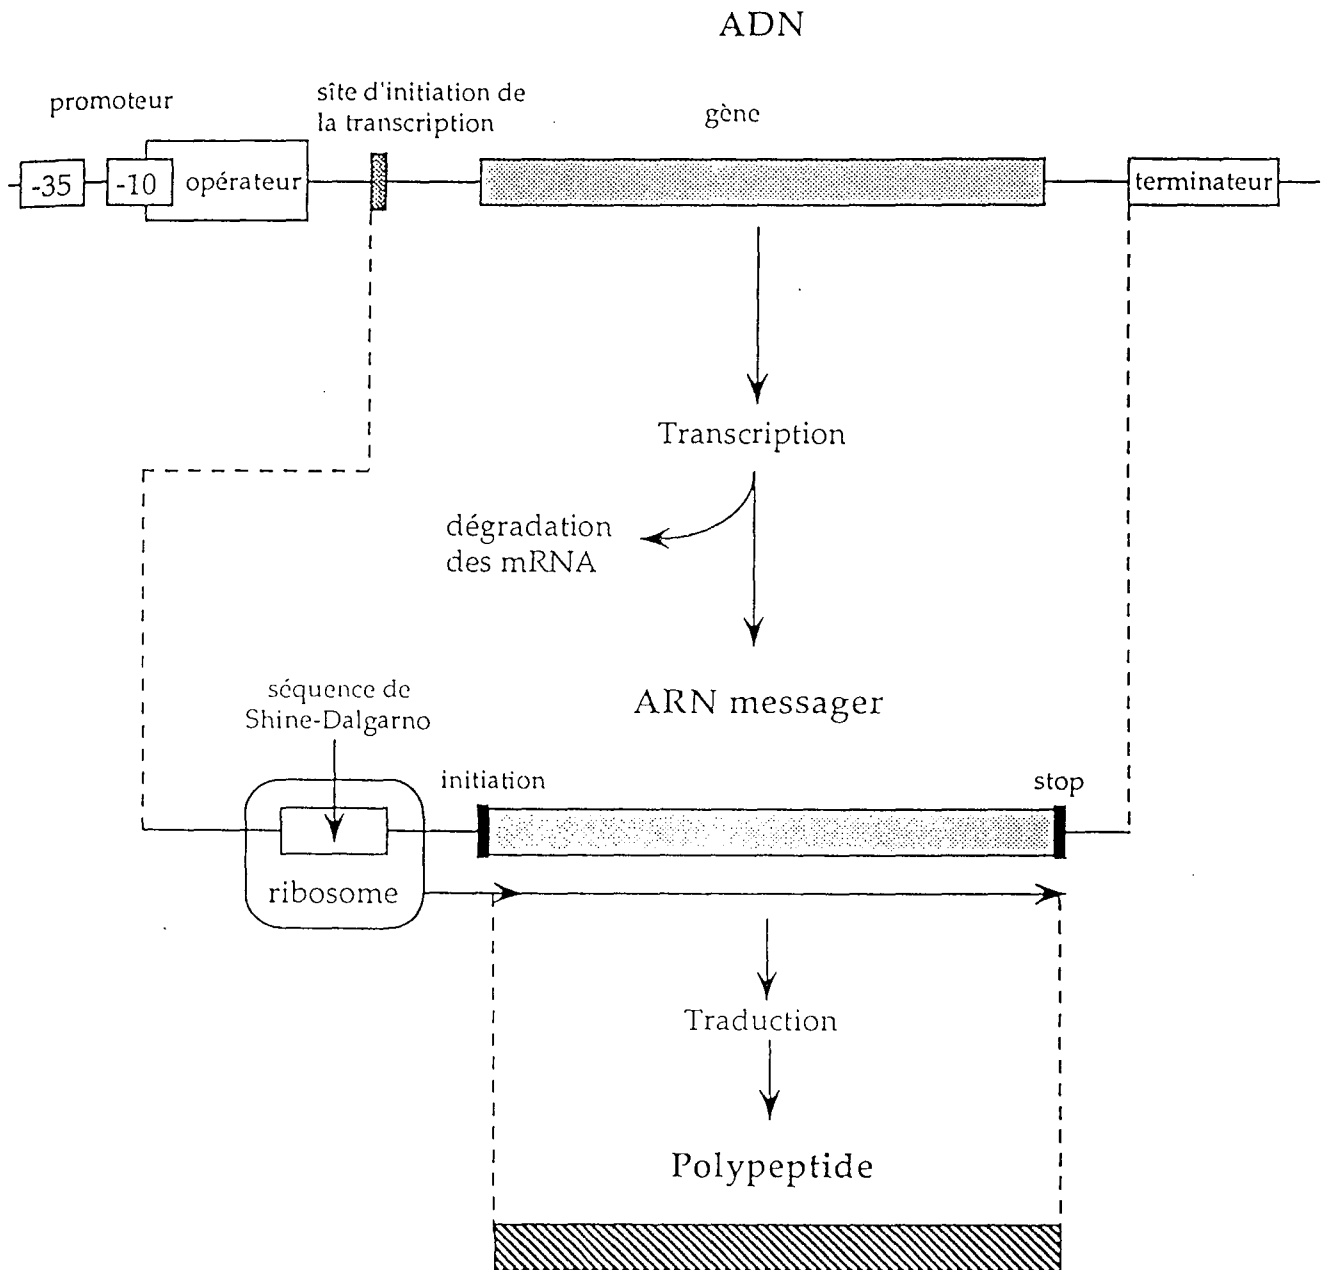 ADN
promoteur
sîte d'initiation de
la transcription
gène
-35
-10
opérateur
terminateur
Transcription
dégradation
des mRNA
ARN messager
séquence de
Shine-Dalgarno
initiation
stop
ribosome
Traduction
Polypeptide